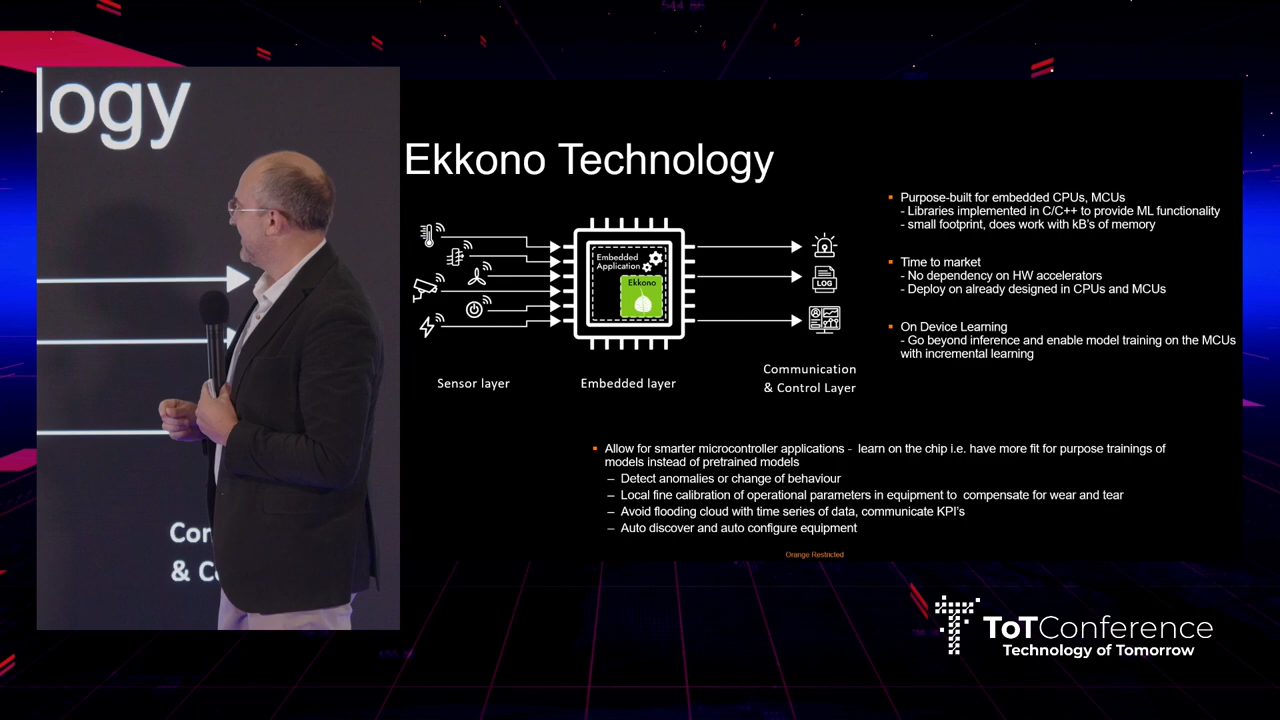 logy
Con
& Co
Ekkono Technology
Embedded
Application
Ekkono
LOG
Sensor layer
Embedded layer
Communication
& Control Layer
▪ Purpose-built for embedded CPUs, MCUs
- Libraries implemented in C/C++ to provide ML functionality
- small footprint, does work with kB's of memory
▪ Time to market
- No dependency on HW accelerators
- Deploy on already designed in CPUs and MCUs
▪ On Device Learning
- Go beyond inference and enable model training on the MCUs
with incremental learning
▪ Allow for smarter microcontroller applications - learn on the chip i.e. have more fit for purpose trainings of
models instead of pretrained models
– Detect anomalies or change of behaviour
– Local fine calibration of operational parameters in equipment to compensate for wear and tear
– Avoid flooding cloud with time series of data, communicate KPI's
– Auto discover and auto configure equipment
Orange Restricted
ToTConference
Technology of Tomorrow